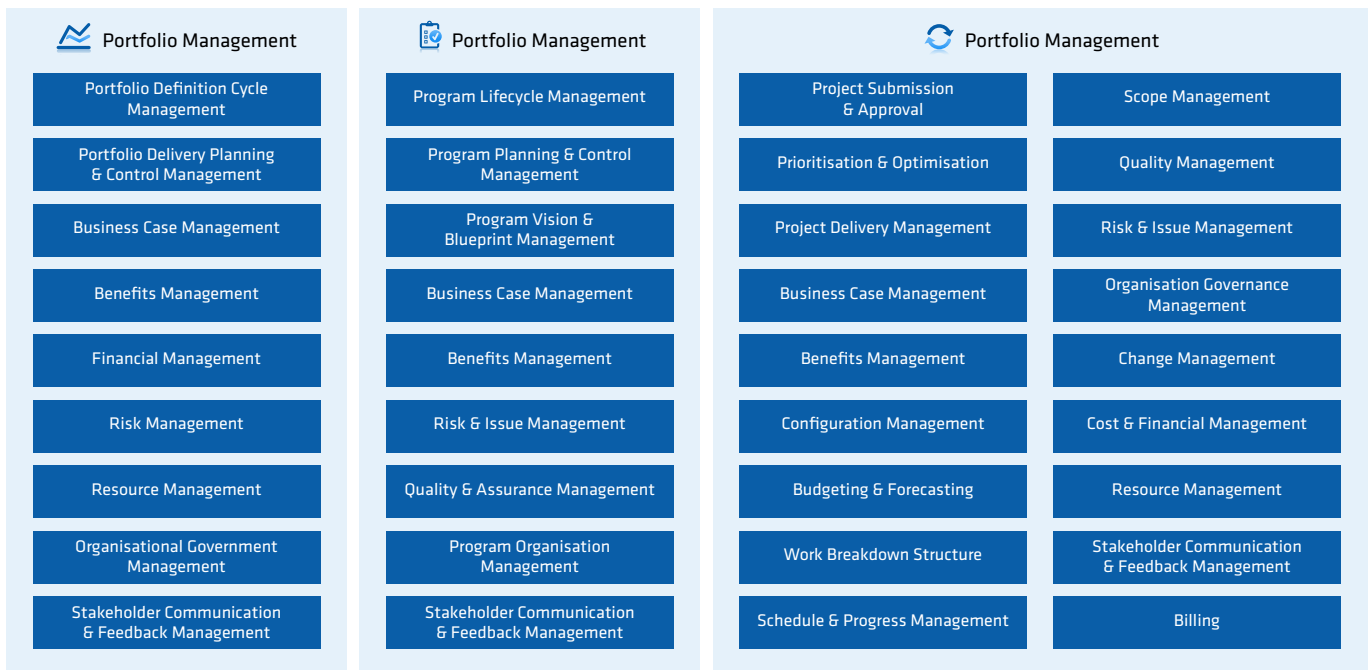 Portfolio Management
Portfolio Definition Cycle
Management
Portfolio Delivery Planning
& Control Management
Business Case Management
Benefits Management
Financial Management
Risk Management
Resource Management
Organisational Government
Management
Stakeholder Communication
& Feedback Management
Portfolio Management
Program Lifecycle Management
Program Planning & Control
Management
Program Vision &
Blueprint Management
Business Case Management
Benefits Management
Risk & Issue Management
Quality & Assurance Management
Program Organisation
Management
Stakeholder Communication
& Feedback Management
Portfolio Management
Project Submission
& Approval
Prioritisation & Optimisation
Project Delivery Management
Business Case Management
Benefits Management
Configuration Management
Budgeting & Forecasting
Work Breakdown Structure
Schedule & Progress Management
Scope Management
Quality Management
Risk & Issue Management
Organisation Governance
Management
Change Management
Cost & Financial Management
Resource Management
Stakeholder Communication
& Feedback Management
Billing